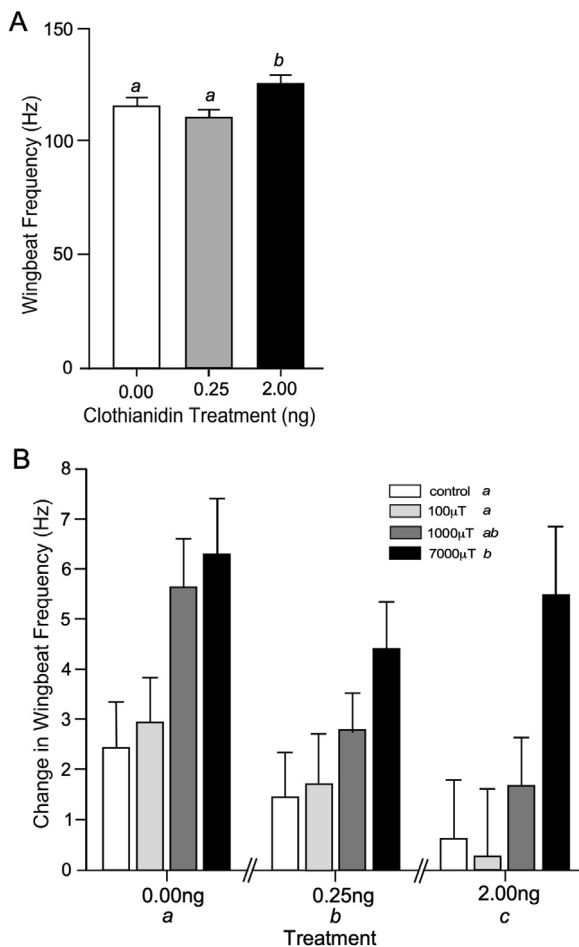 A
150
100
50
0
Wingbeat Frequency (Hz)
a
a
b
0.00
0.25
2.00
Clothianidin Treatment (ng)
B
8
7
6
5
4
3
2
1
0
Change in Wingbeat Frequency (Hz)
control a
100μT a
1000μT ab
7000μT b
0.00ng
0.25ng
2.00ng
a
b
c
Treatment